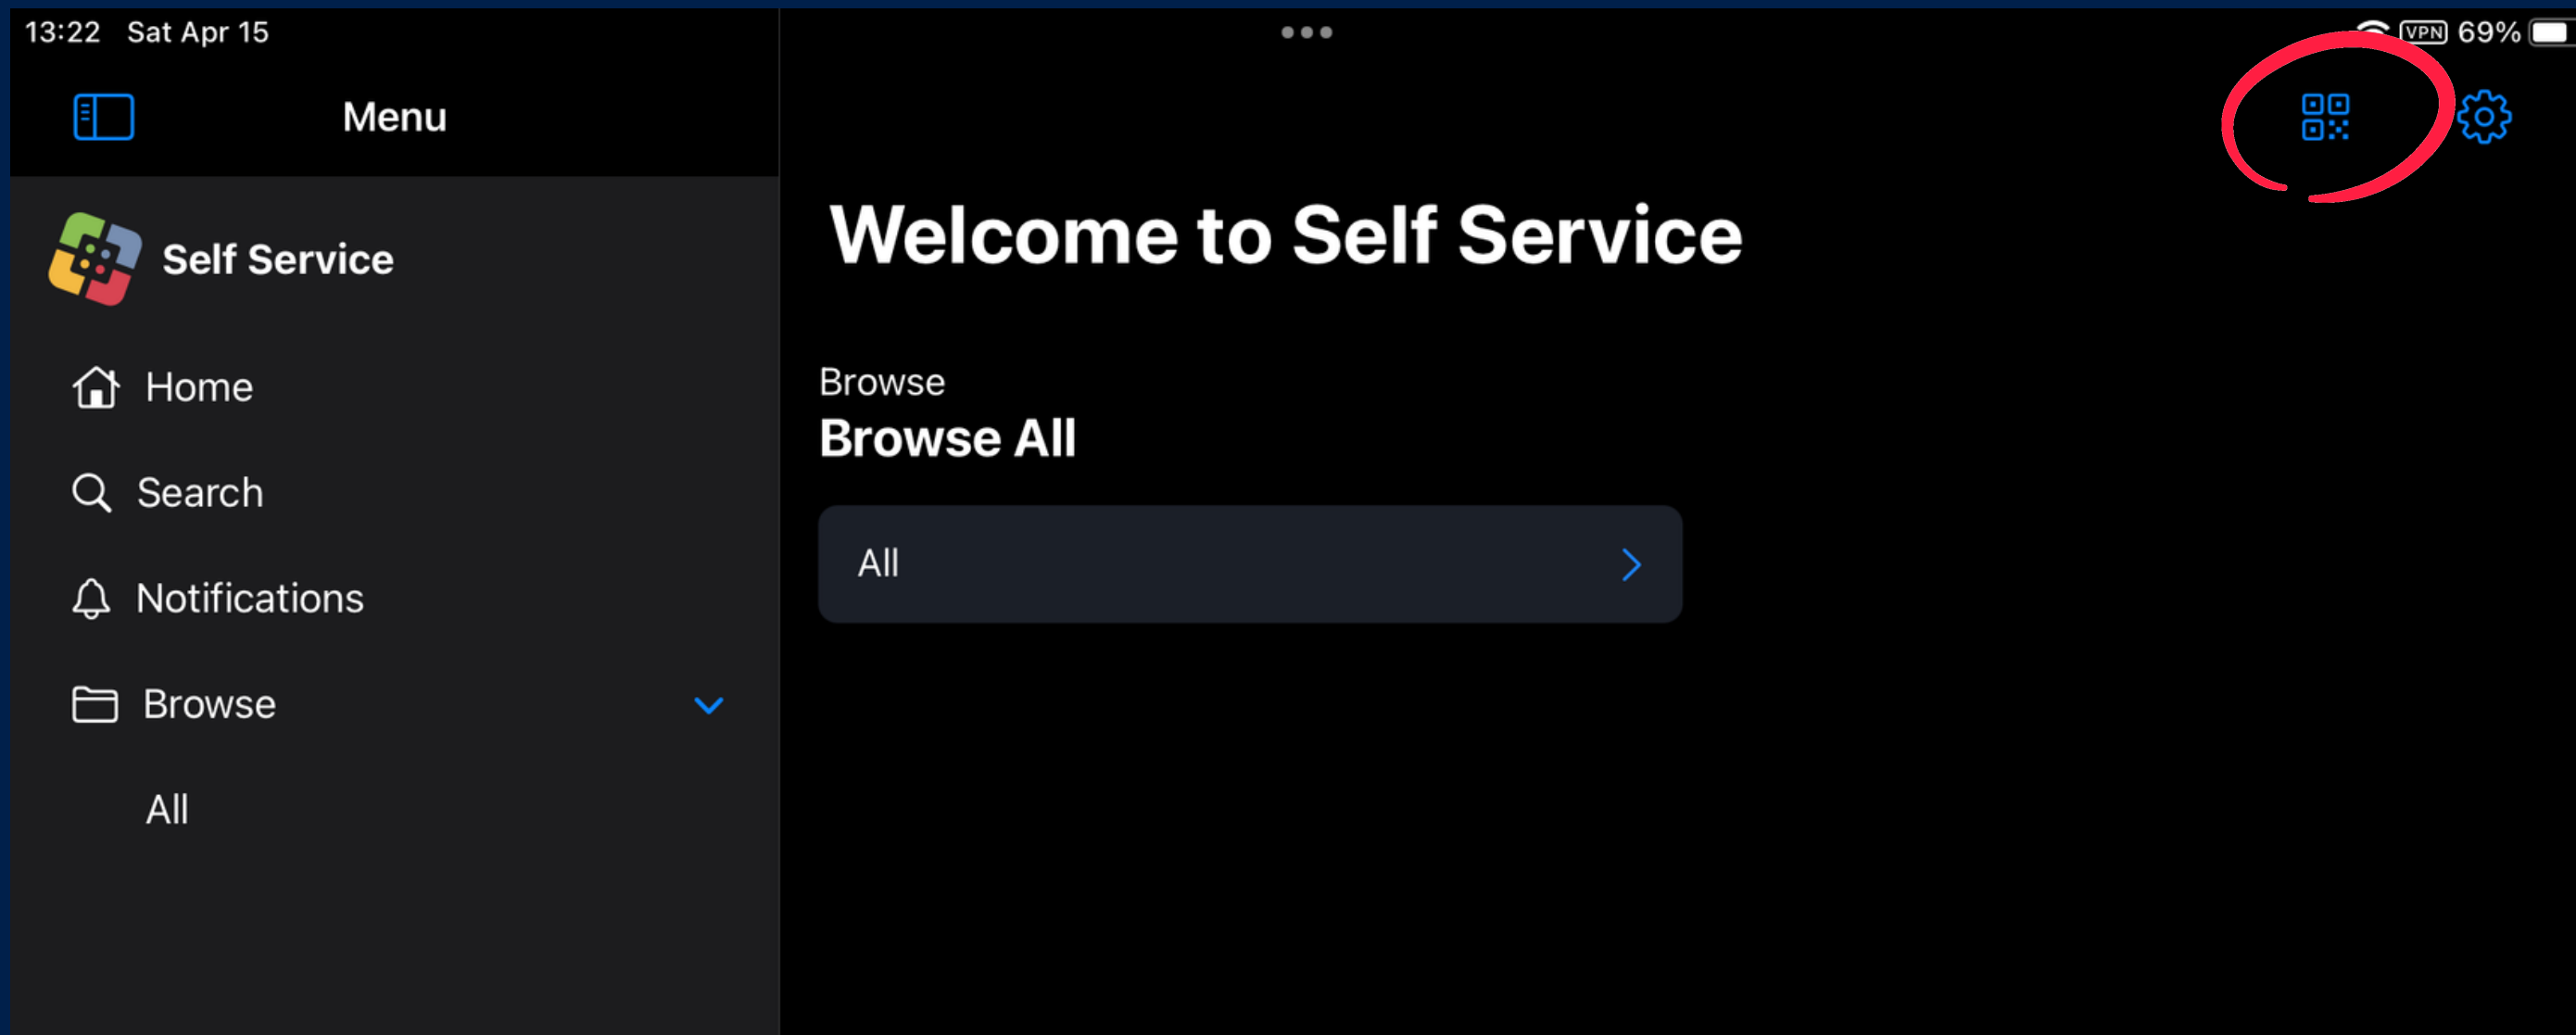 13:22 Sat Apr 15
VPN 69%
Menu
Self Service
Home
Search
Notifications
Browse
All
Welcome to Self Service
Browse
Browse All
All